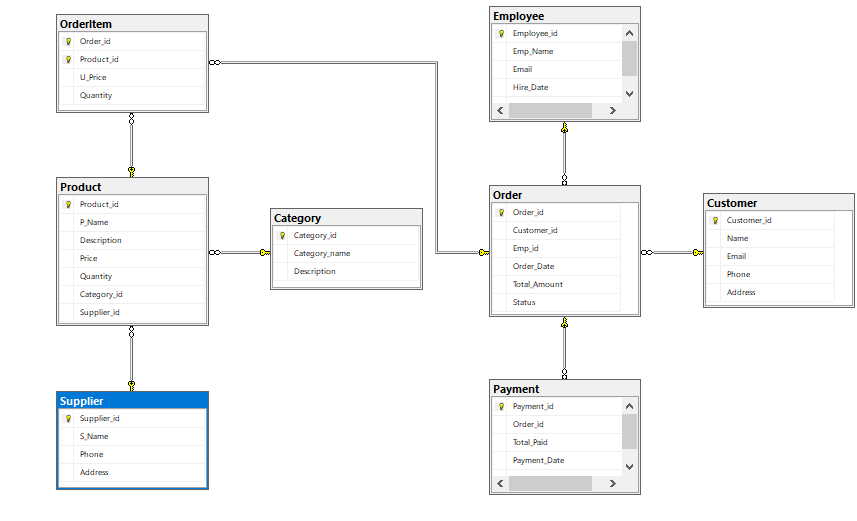 OrderItem
Order_id
Product_id
U_Price
Quantity
Employee
Employee_id
Emp_Name
Email
Hire_Date
Product
Product_id
P_Name
Description
Price
Quantity
Category_id
Supplier_id
Category
Category_id
Category_name
Description
Order
Order_id
Customer_id
Emp_id
Order_Date
Total_Amount
Status
Customer
Customer_id
Name
Email
Phone
Address
Supplier
Supplier_id
S_Name
Phone
Address
Payment
Payment_id
Order_id
Total_Paid
Payment_Date